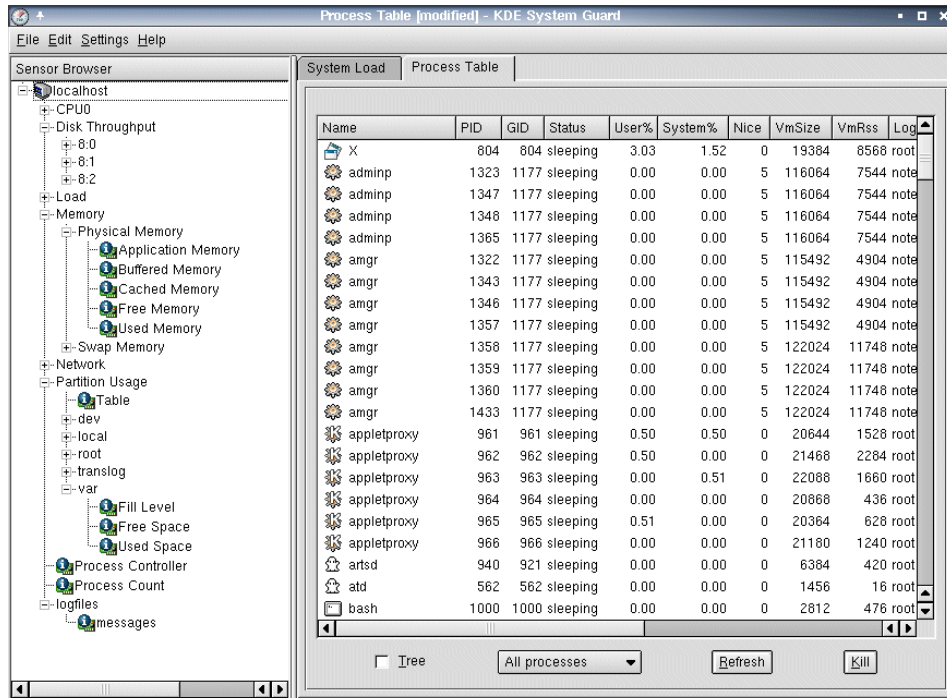 Process Table [modified] - KDE System Guard
File Edit Settings Help
Sensor Browser
localhost
CPU0
Disk Throughput
8:0
8:1
8:2
Load
Memory
Physical Memory
Application Memory
Buffered Memory
Cached Memory
Free Memory
Used Memory
Swap Memory
Network
Partition Usage
Table
dev
local
root
translog
var
Fill Level
Free Space
Used Space
Process Controller
Process Count
logfiles
messages
System Load Process Table
Name PID GID Status User% System% Nice VmSize VmRss Log
X 804 804 sleeping 3.03 1.52 0 19384 8568 root
adminp 1323 1177 sleeping 0.00 0.00 5 116064 7544 note
adminp 1347 1177 sleeping 0.00 0.00 5 116064 7544 note
adminp 1348 1177 sleeping 0.00 0.00 5 116064 7544 note
adminp 1365 1177 sleeping 0.00 0.00 5 116064 7544 note
amgr 1322 1177 sleeping 0.00 0.00 5 115492 4904 note
amgr 1343 1177 sleeping 0.00 0.00 5 115492 4904 note
amgr 1346 1177 sleeping 0.00 0.00 5 115492 4904 note
amgr 1357 1177 sleeping 0.00 0.00 5 115492 4904 note
amgr 1358 1177 sleeping 0.00 0.00 5 122024 11748 note
amgr 1359 1177 sleeping 0.00 0.00 5 122024 11748 note
amgr 1360 1177 sleeping 0.00 0.00 5 122024 11748 note
amgr 1433 1177 sleeping 0.00 0.00 5 122024 11748 note
appletproxy 961 961 sleeping 0.50 0.50 0 20644 1528 root
appletproxy 962 962 sleeping 0.50 0.00 0 21468 2284 root
appletproxy 963 963 sleeping 0.00 0.51 0 22088 1660 root
appletproxy 964 964 sleeping 0.00 0.00 0 20868 436 root
appletproxy 965 965 sleeping 0.51 0.00 0 20364 628 root
appletproxy 966 966 sleeping 0.00 0.00 0 21180 1240 root
artsd 940 921 sleeping 0.00 0.00 0 6384 420 root
atd 562 562 sleeping 0.00 0.00 0 1456 16 root
bash 1000 1000 sleeping 0.00 0.00 0 2812 476 root
Tree All processes Refresh Kill